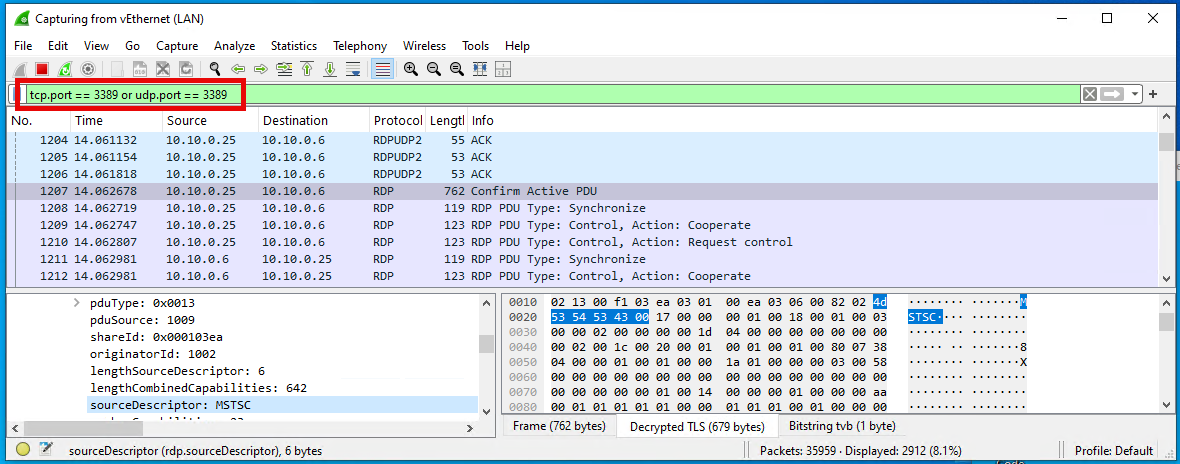 Capturing from vEthernet (LAN)
File Edit View Go Capture Analyze Statistics Telephony Wireless Tools Help
tcp.port == 3389 or udp.port == 3389
No. Time Source Destination Protocol Lengtl Info
1204 14.061132 10.10.0.25 10.10.0.6 RDPUDP2 55 ACK
1205 14.061154 10.10.0.25 10.10.0.6 RDPUDP2 53 ACK
1206 14.061818 10.10.0.25 10.10.0.6 RDPUDP2 53 ACK
1207 14.062678 10.10.0.25 10.10.0.6 RDP 762 Confirm Active PDU
1208 14.062719 10.10.0.25 10.10.0.6 RDP 119 RDP PDU Type: Synchronize
1209 14.062747 10.10.0.25 10.10.0.6 RDP 123 RDP PDU Type: Control, Action: Cooperate
1210 14.062807 10.10.0.25 10.10.0.6 RDP 123 RDP PDU Type: Control, Action: Request control
1211 14.062981 10.10.0.6 10.10.0.25 RDP 119 RDP PDU Type: Synchronize
1212 14.062981 10.10.0.6 10.10.0.25 RDP 123 RDP PDU Type: Control, Action: Cooperate
pduType: 0x0013
pduSource: 1009
shareId: 0x000103ea
originatorId: 1002
lengthSourceDescriptor: 6
lengthCombinedCapabilities: 642
sourceDescriptor: MSTSC
0010 02 13 00 f1 03 ea 03 01 00 ea 03 06 00 82 02 4d ········ ·······M
0020 53 54 53 43 00 17 00 00 00 01 00 18 00 01 00 03 STSC···· ········
0030 00 00 02 00 00 00 00 1d 04 00 00 00 00 00 00 00 ········ ········
0040 00 02 00 1c 00 20 00 01 00 01 00 01 00 80 07 38 ········ ·······8
0050 04 00 00 01 00 01 00 00 1a 01 00 00 00 03 00 58 ········ ·······X
0060 00 00 00 00 00 00 00 00 00 00 00 00 00 00 00 00 ········ ········
0070 00 00 00 00 00 01 00 14 00 00 00 01 00 00 00 aa ········ ········
0080 00 01 01 01 01 01 00 00 01 01 01 00 01 00 00 00 ········ ········
Frame (762 bytes) Decrypted TLS (679 bytes) Bitstring tvb (1 byte)
sourceDescriptor (rdp.sourceDescriptor), 6 bytes Packets: 35959 · Displayed: 2912 (8.1%) Profile: Default